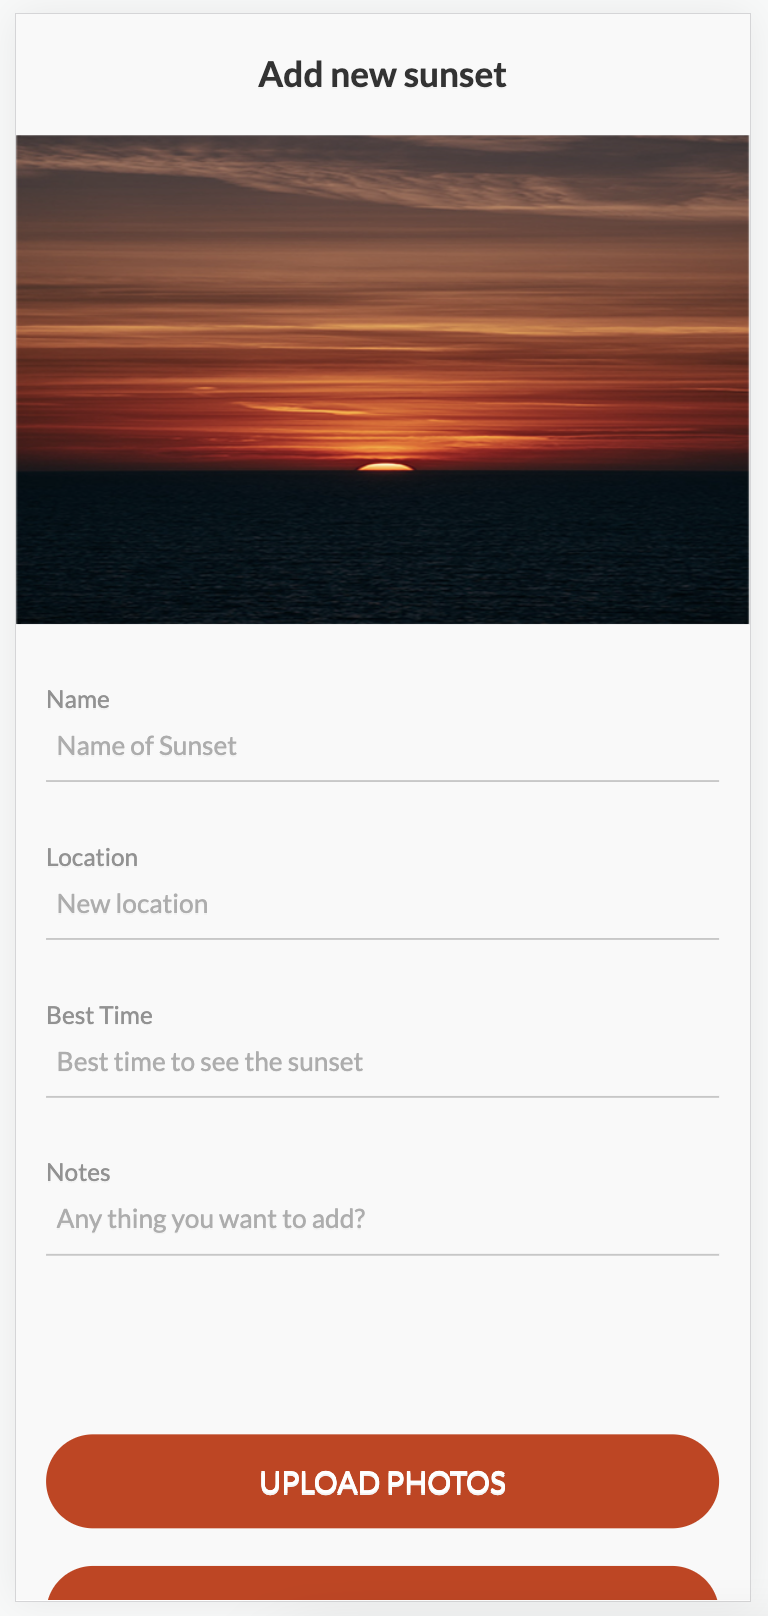 Add new sunset
Name
Name of Sunset
Location
New location
Best Time
Best time to see the sunset
Notes
Any thing you want to add?
UPLOAD PHOTOS